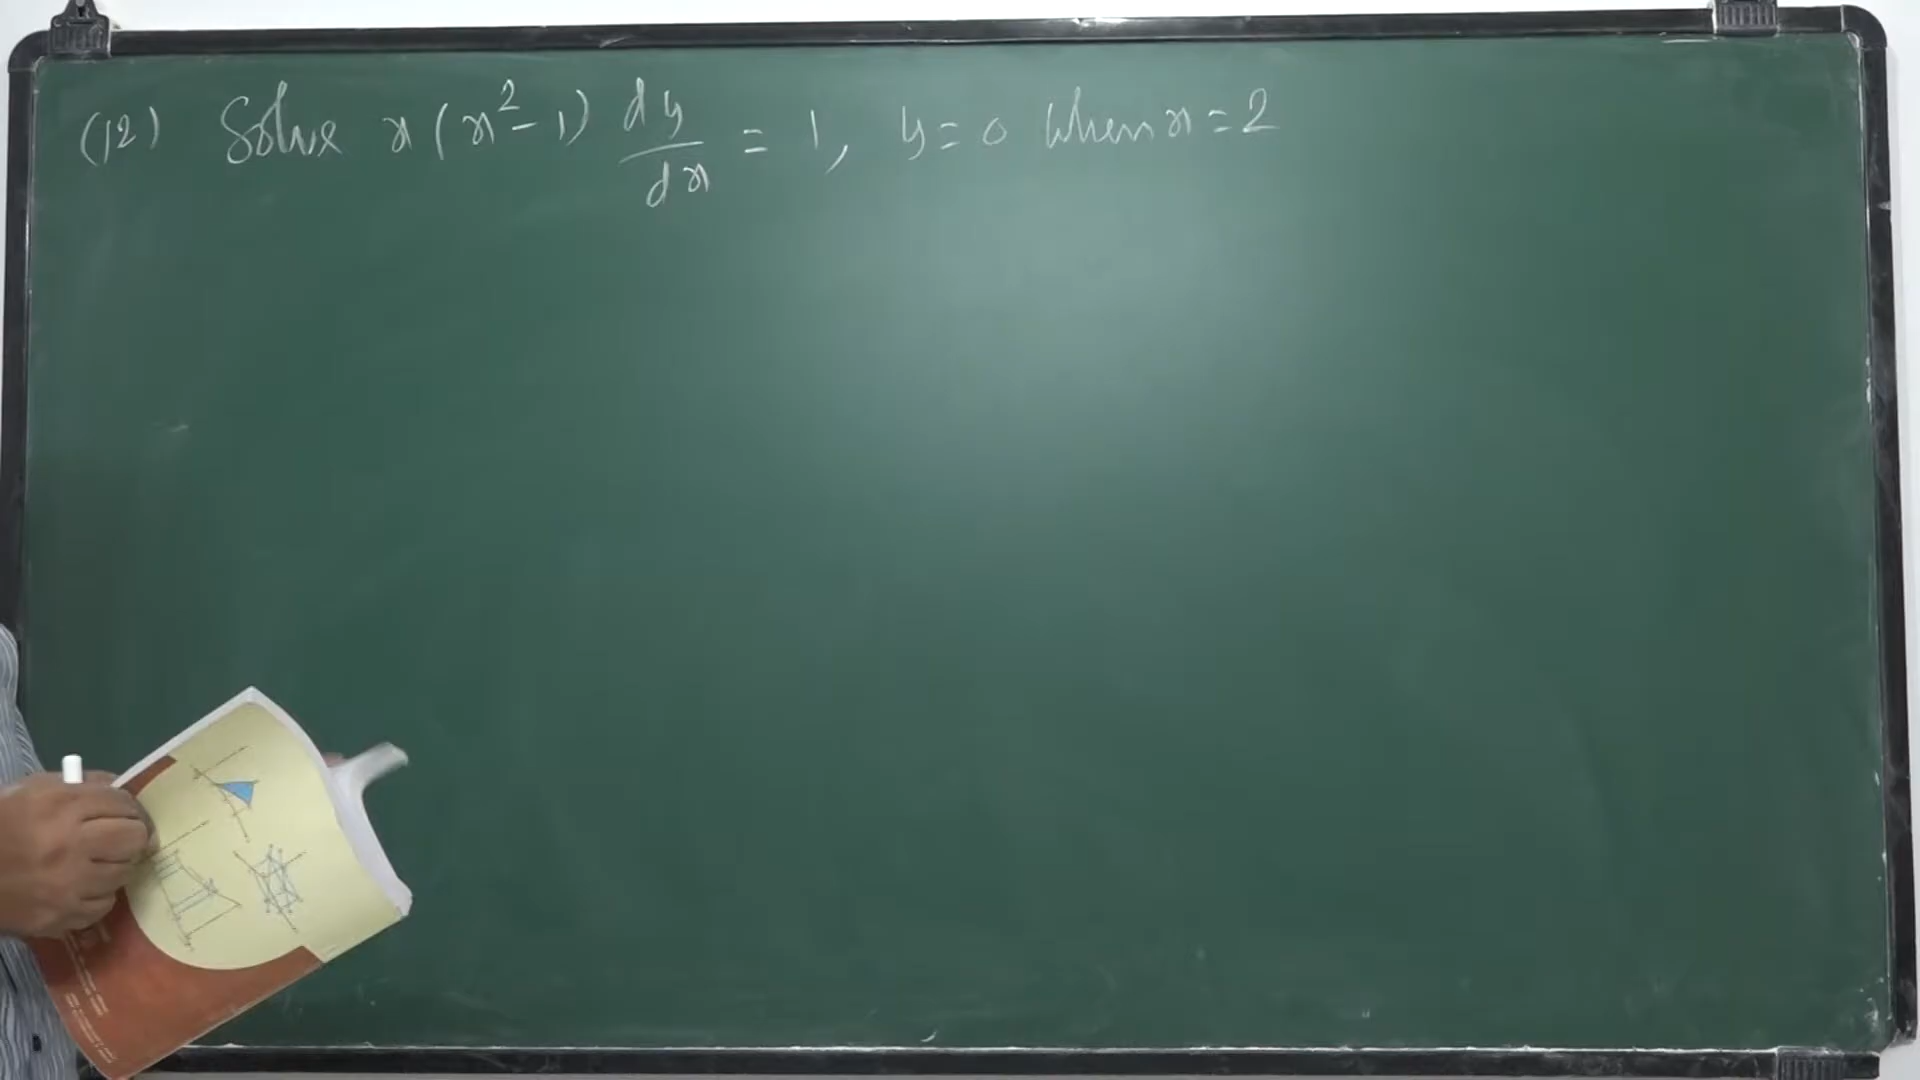 (12) Solve x(x²-1) dy/dx = 1, y=0 when x=2